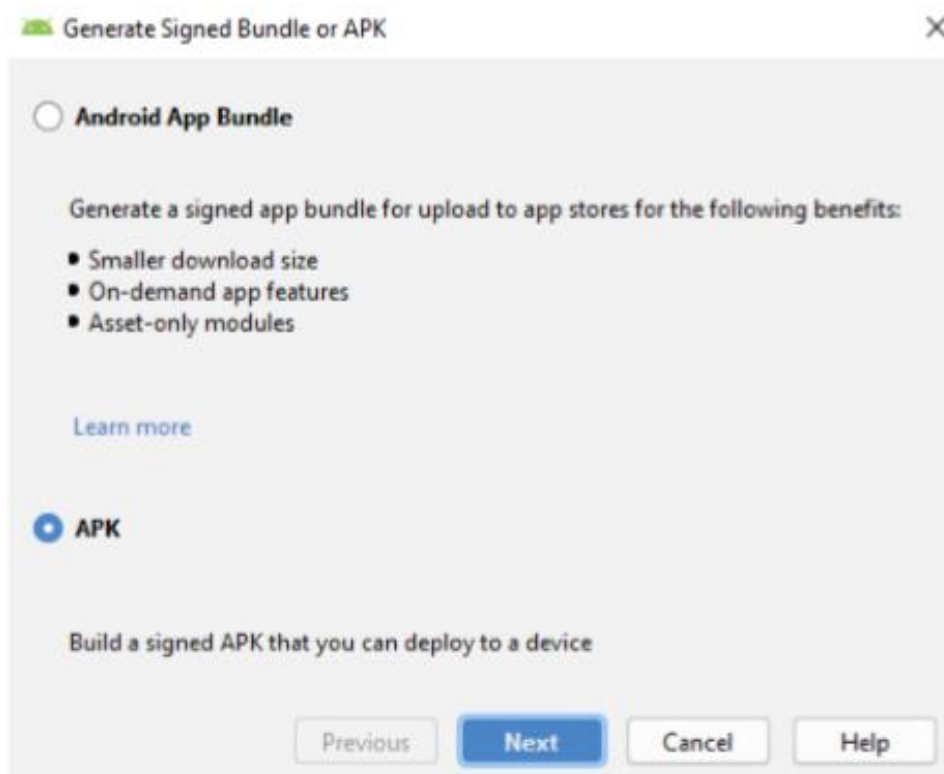 Generate Signed Bundle or APK
Android App Bundle
Generate a signed app bundle for upload to app stores for the following benefits:
• Smaller download size
• On-demand app features
• Asset-only modules
Learn more
APK
Build a signed APK that you can deploy to a device
Previous Next Cancel Help